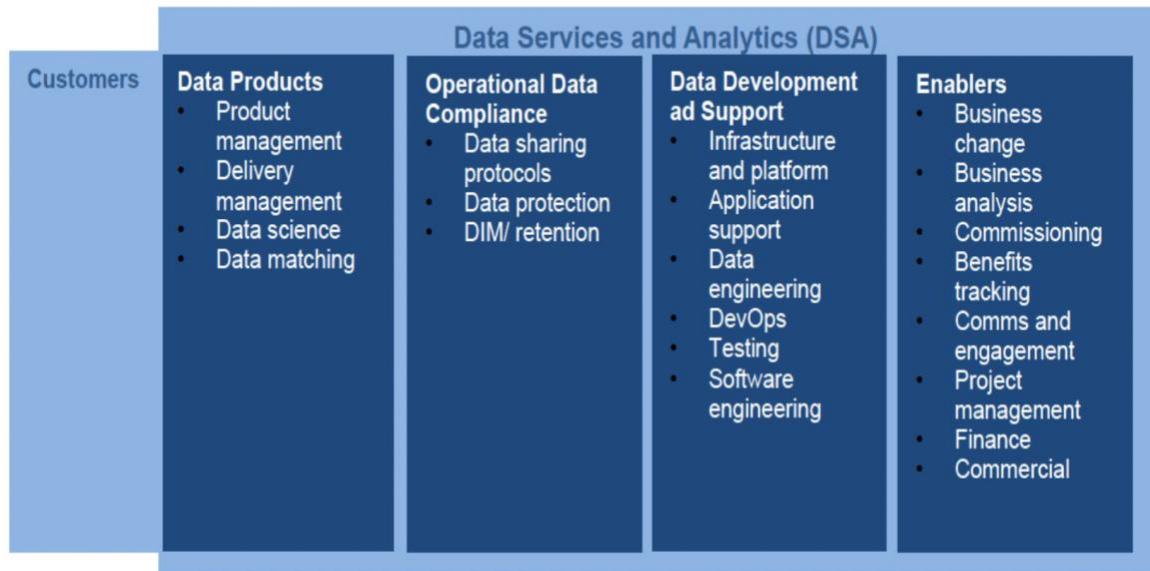 Data Services and Analytics (DSA)
Customers
Data Products
• Product
management
• Delivery
management
• Data science
• Data matching
Operational Data
Compliance
• Data sharing
protocols
• Data protection
• DIM/ retention
Data Development
ad Support
• Infrastructure
and platform
• Application
support
• Data
engineering
• DevOps
• Testing
• Software
engineering
Enablers
• Business
change
• Business
analysis
• Commissioning
• Benefits
tracking
• Comms and
engagement
• Project
management
• Finance
• Commercial